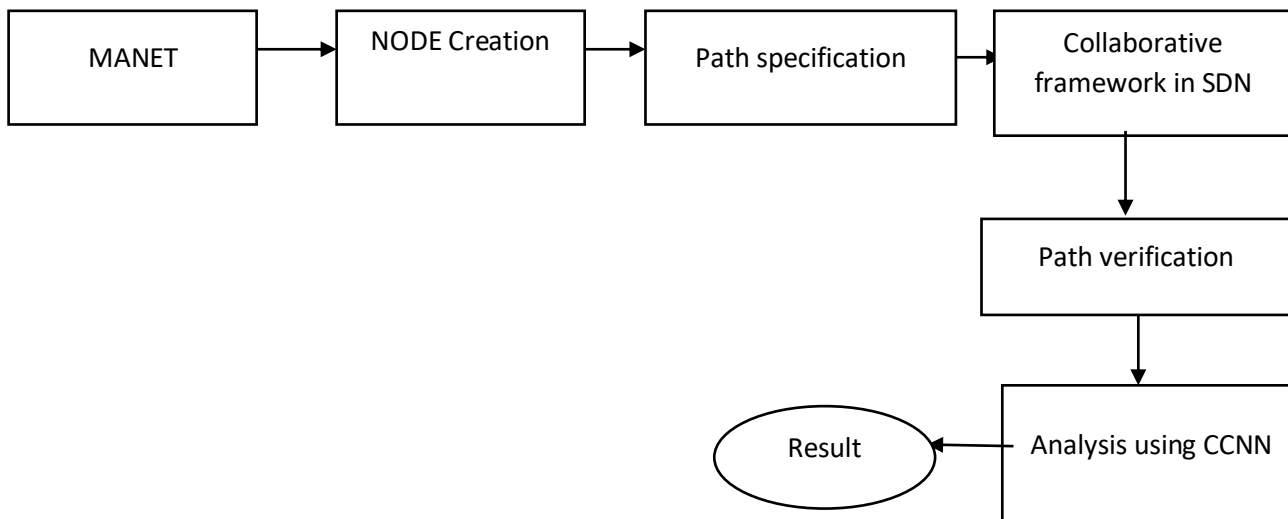 MANET
NODE Creation
Path specification
Collaborative
framework in SDN
Path verification
Analysis using CCNN
Result